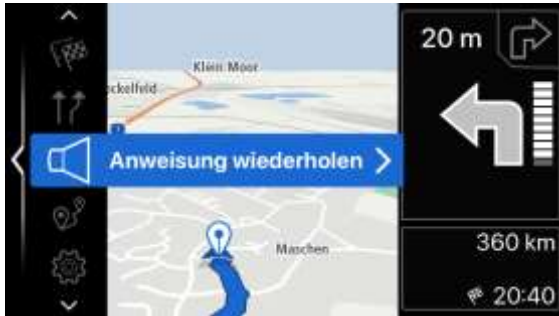 20 m
Klein Moor
ckelfeld
Anweisung wiederholen
Maschen
360 km
20:40